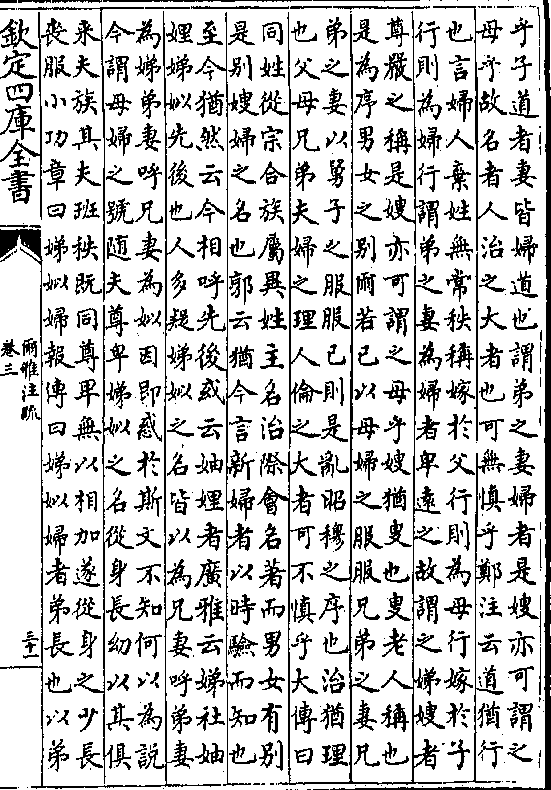 乎子道者妻皆婦道也謂弟之妻婦者是嫂亦可謂之
母乎故名者人治之大者也可無慎乎鄭注云道猶行
也言婦人棄姓無常秩稱嫁於父行則為母行嫁於子
行則為婦行謂弟之妻為婦者卑遠之故謂之娣嫂者
尊嚴之稱是嫂亦可謂之母乎嫂猶叟也叟老人稱也
是為序男女之别爾若己以母婦之服服兄弟之妻兄
弟之妻以舅子之服服己則是亂昭穆之序也治猶理
也父母兄弟夫婦之理人倫之大者可不慎乎大傳曰
同姓從宗合族屬異姓主名治際會名著而男女有别
是别嫂婦之名也郭云猶今言新婦者以時驗而知也
至今猶然云今相呼先後或云妯娌者廣雅云娣社妯
娌娣姒先後也人多疑娣姒之名皆以為兄妻呼弟妻
為娣弟妻呼兄妻為姒因即惑於斯文不知何以為說
今謂母婦之號随夫尊卑娣姒之名從身長幼以其俱
來夫族其夫班秩既同尊卑無以相加遂從身之少長
喪服小功章曰娣姒婦報傳曰娣姒婦者弟長也以弟
欽定四庫全書
爾雅注疏
卷三
三十一